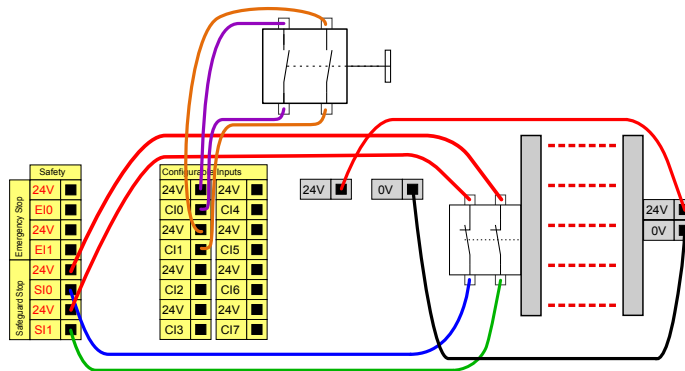 Safety
Emergency Stop
24V
EI0
24V
EI1
Safeguard Stop
24V
SI0
24V
SI1
Configurable Inputs
24V 24V
CI0 CI4
24V 24V
CI1 CI5
24V 24V
CI2 CI6
24V 24V
CI3 CI7
24V
0V
24V
0V